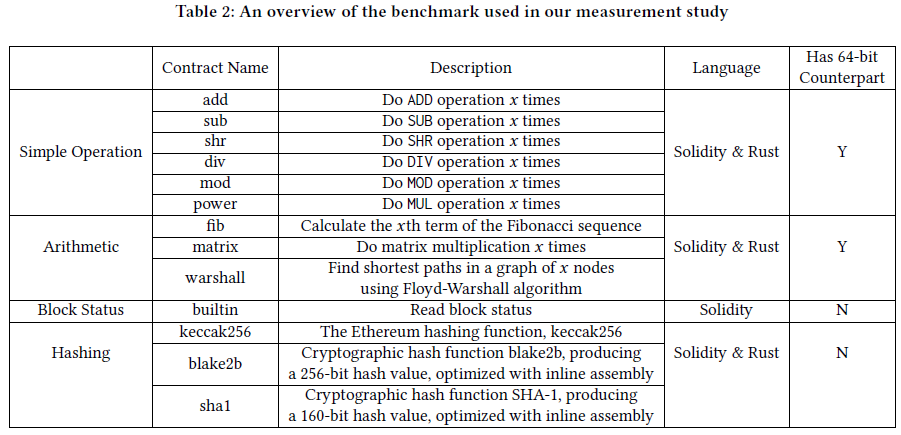 Table 2: An overview of the benchmark used in our measurement study
Contract Name Description Language Has 64-bit
Counterpart
Simple Operation add Do ADD operation x times Solidity & Rust Y
sub Do SUB operation x times
shr Do SHR operation x times
div Do DIV operation x times
mod Do MOD operation x times
power Do MUL operation x times
Arithmetic fib Calculate the xth term of the Fibonacci sequence Solidity & Rust Y
matrix Do matrix multiplication x times
warshall Find shortest paths in a graph of x nodes
using Floyd-Warshall algorithm
Block Status builtin Read block status Solidity N
Hashing keccak256 The Ethereum hashing function, keccak256 Solidity & Rust N
blake2b Cryptographic hash function blake2b, producing
a 256-bit hash value, optimized with inline assembly
sha1 Cryptographic hash function SHA-1, producing
a 160-bit hash value, optimized with inline assembly